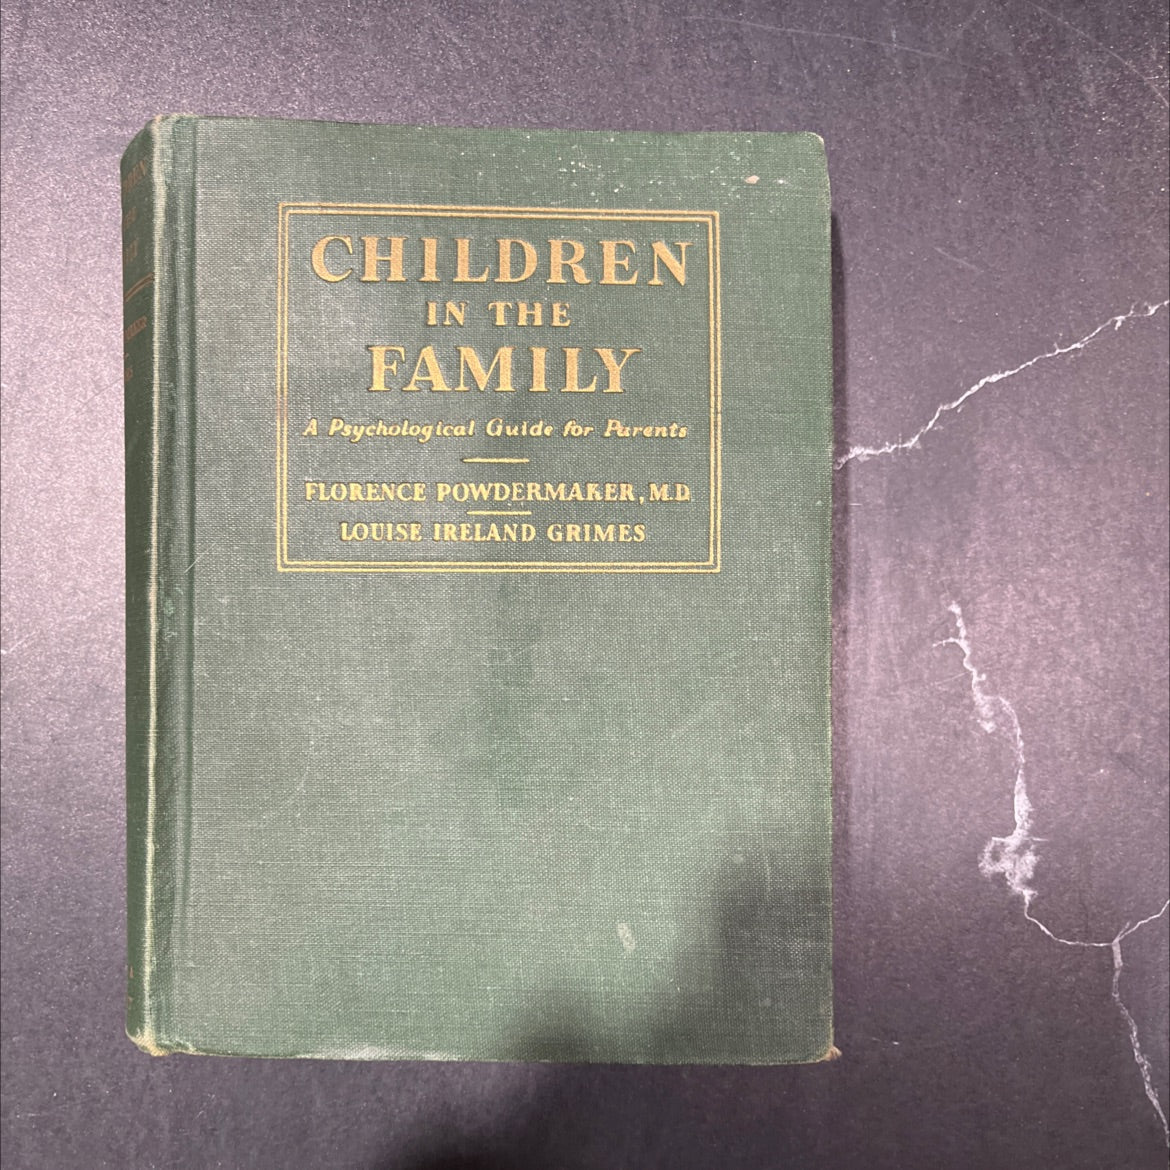 CHILDREN
IN THE
FAMILY
A Psychological Guide for Parents
FLORENCE POWDERMAKER, M.D.
LOUISE IRELAND GRIMES